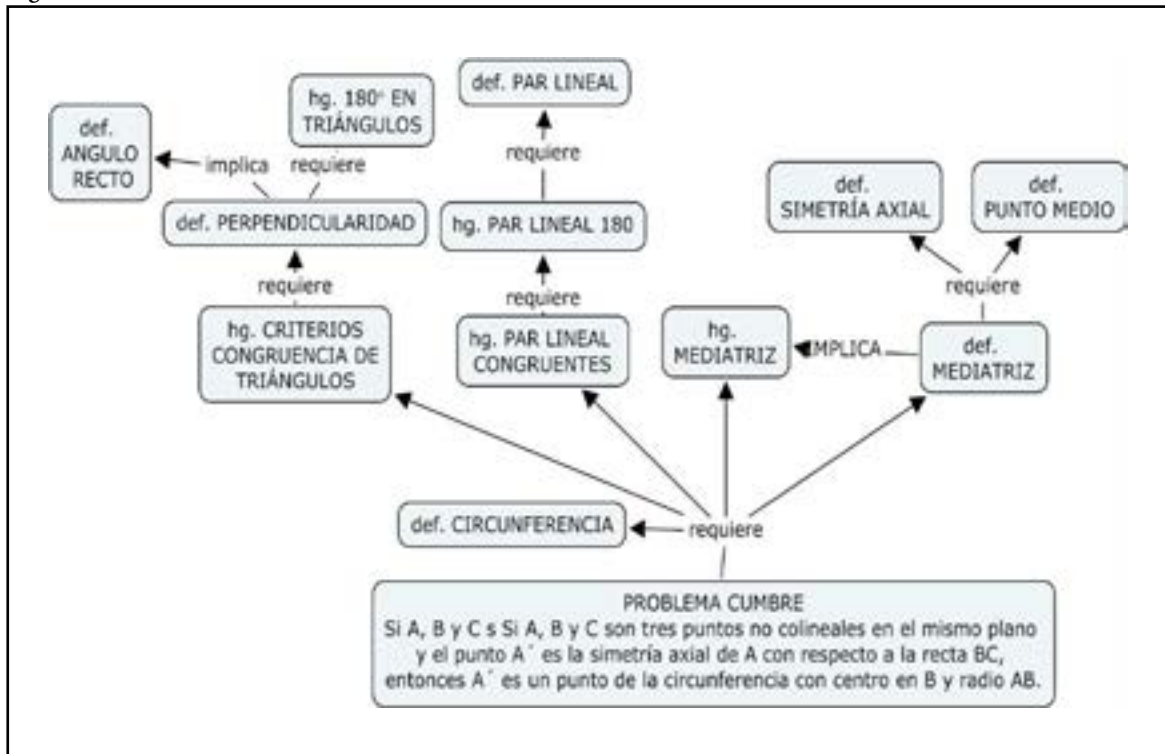 def. PAR LINEAL
hg. 180° EN
TRIÁNGULOS
def.
ANGULO
RECTO
implica
requiere
requiere
def.
SIMETRÍA AXIAL
def.
PUNTO MEDIO
def. PERPENDICULARIDAD
hg. PAR LINEAL 180
requiere
requiere
requiere
hg. CRITERIOS
CONGRUENCIA DE
TRIÁNGULOS
hg. PAR LINEAL
CONGRUENTES
hg.
MEDIATRIZ
IMPLICA
def.
MEDIATRIZ
def. CIRCUNFERENCIA
requiere
PROBLEMA CUMBRE
Si A, B y C s Si A, B y C son tres puntos no colineales en el mismo plano
y el punto A´ es la simetría axial de A con respecto a la recta BC,
entonces A´ es un punto de la circunferencia con centro en B y radio AB.